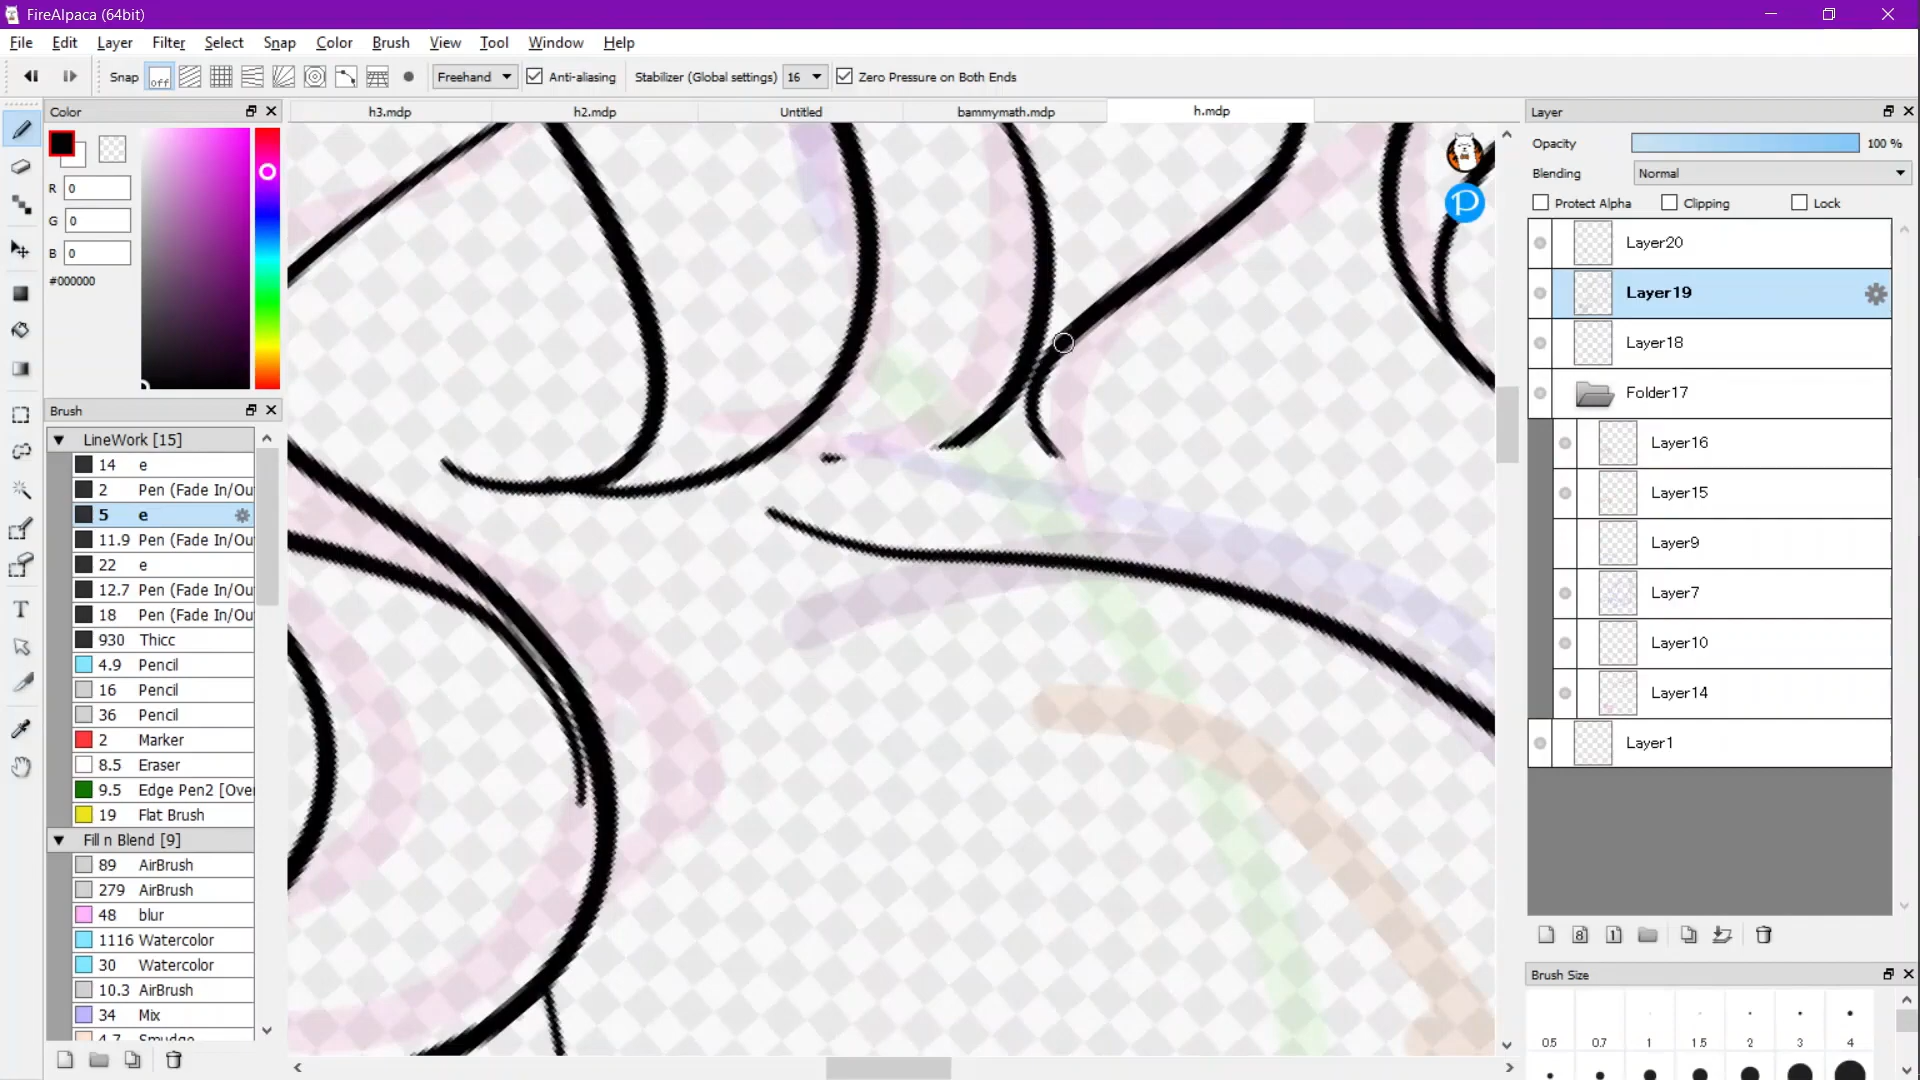 FireAlpaca (64bit)
File Edit Layer Filter Select Snap Color Brush View Tool Window Help
Snap off Freehand Anti-aliasing Stabilizer (Global settings) 16 Zero Pressure on Both Ends
Color
R 0
G 0
B 0
#000000
Brush
LineWork [15]
14 e
2 Pen (Fade In/Ou
5 e
11.9 Pen (Fade In/Ou
22 e
12.7 Pen (Fade In/Ou
18 Pen (Fade In/Ou
930 Thicc
4.9 Pencil
16 Pencil
36 Pencil
2 Marker
8.5 Eraser
9.5 Edge Pen2 [Ove
19 Flat Brush
Fill n Blend [9]
89 AirBrush
279 AirBrush
48 blur
1116 Watercolor
30 Watercolor
10.3 AirBrush
34 Mix
4.7 Smudge
h3.mdp h2.mdp Untitled bammymath.mdp h.mdp
Layer
Opacity 100 %
Blending Normal
Protect Alpha Clipping Lock
Layer20
Layer19
Layer18
Folder17
Layer16
Layer15
Layer9
Layer7
Layer10
Layer14
Layer1
Brush Size
0.5 0.7 1 1.5 2 3 4